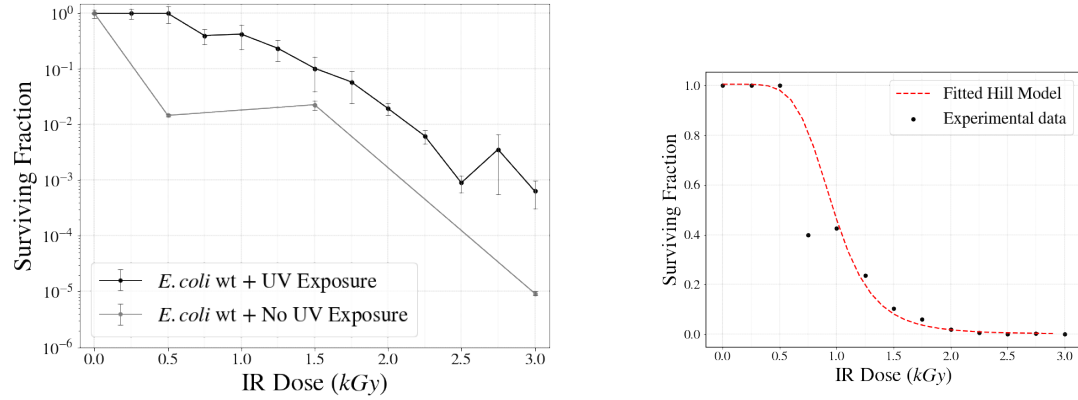 10⁰
10⁻¹
10⁻²
10⁻³
10⁻⁴
10⁻⁵
10⁻⁶
Surviving Fraction
E. coli wt + UV Exposure
E. coli wt + No UV Exposure
0.0 0.5 1.0 1.5 2.0 2.5 3.0
IR Dose (kGy)
Fitted Hill Model
Experimental data
1.0
0.8
0.6
0.4
0.2
0.0
Surviving Fraction
0.0 0.5 1.0 1.5 2.0 2.5 3.0
IR Dose (kGy)